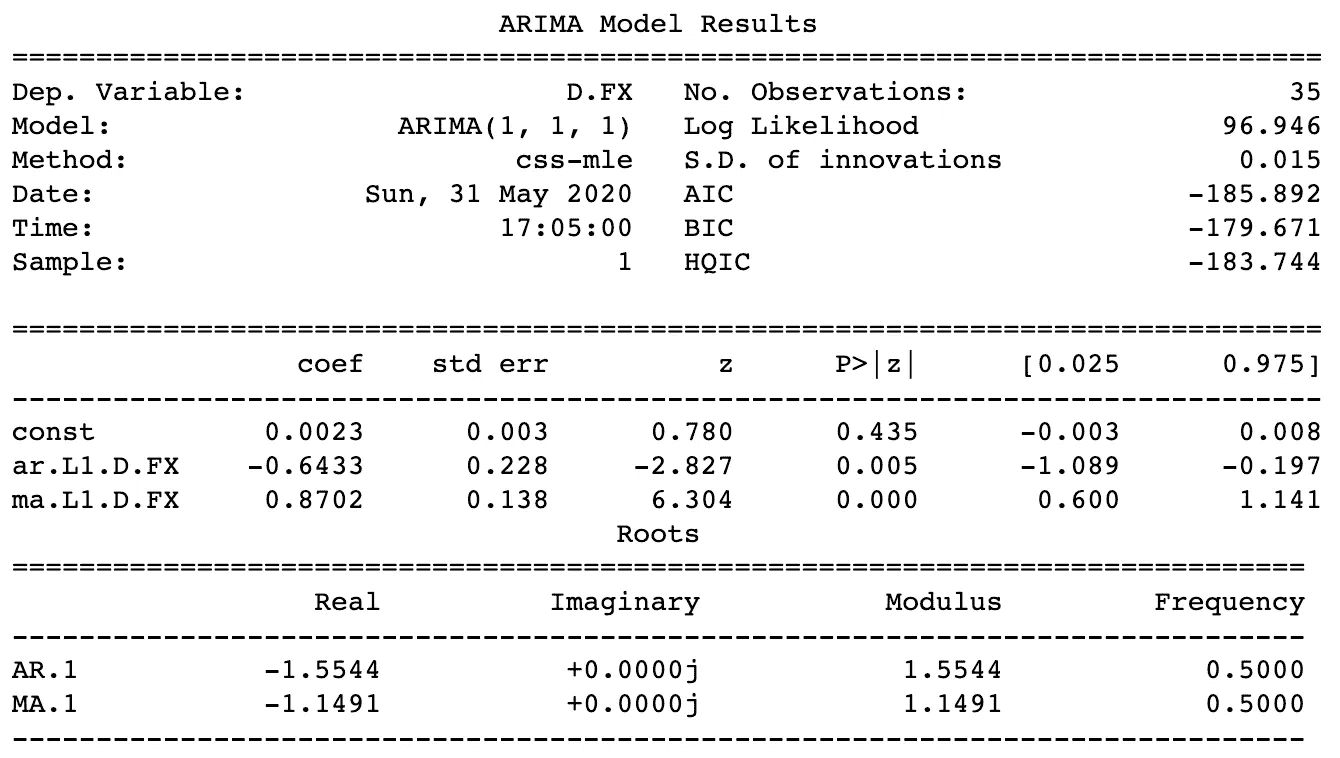 ARIMA Model Results
==============================================================================
Dep. Variable: D.FX No. Observations: 35
Model: ARIMA(1, 1, 1) Log Likelihood 96.946
Method: css-mle S.D. of innovations 0.015
Date: Sun, 31 May 2020 AIC -185.892
Time: 17:05:00 BIC -179.671
Sample: 1 HQIC -183.744
==============================================================================
coef std err z P>|z| [0.025 0.975]
------------------------------------------------------------------------------
const 0.0023 0.003 0.780 0.435 -0.003 0.008
ar.L1.D.FX -0.6433 0.228 -2.827 0.005 -1.089 -0.197
ma.L1.D.FX 0.8702 0.138 6.304 0.000 0.600 1.141
Roots
=============================================================================
Real Imaginary Modulus Frequency
-----------------------------------------------------------------------------
AR.1 -1.5544 +0.0000j 1.5544 0.5000
MA.1 -1.1491 +0.0000j 1.1491 0.5000
-----------------------------------------------------------------------------